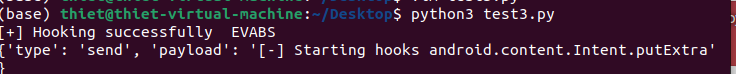 (base) thiet@thiet-virtual-machine:~/Desktop$ python3 test3.py
[+] Hooking successfully  EVABS
{'type': 'send', 'payload': '[-] Starting hooks android.content.Intent.putExtra'
}